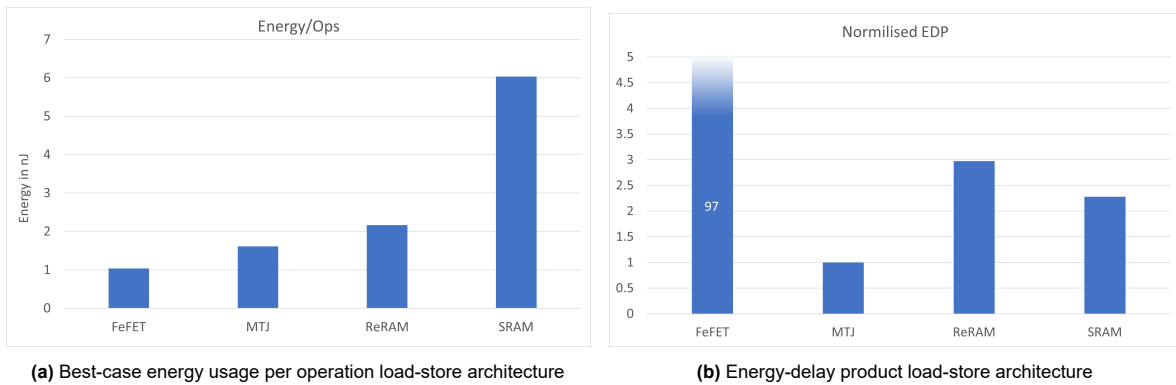 Energy/Ops
7
6
5
4
3
2
1
0
Energy in nJ
FeFET MTJ ReRAM SRAM
(a) Best-case energy usage per operation load-store architecture
Normilised EDP
5
4.5
4
3.5
3
2.5
2
1.5
1
0.5
0
97
FeFET MTJ ReRAM SRAM
(b) Energy-delay product load-store architecture